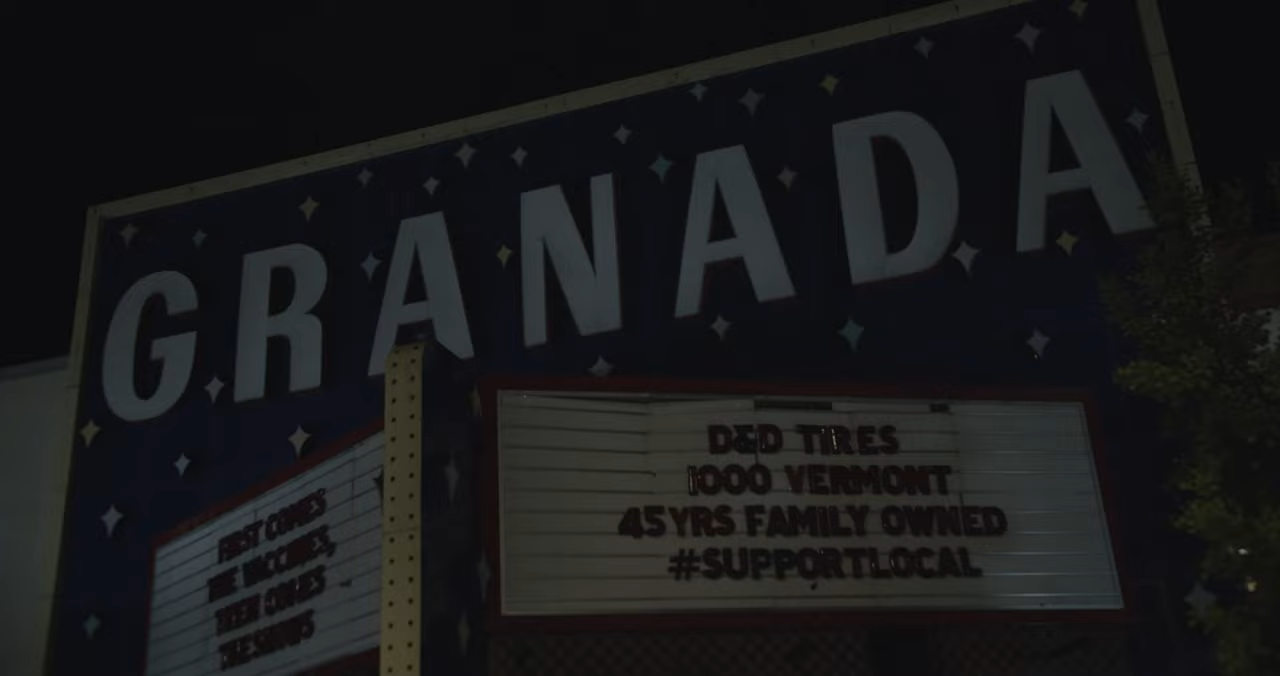 GRANADA
FIRST COMES
THE VACCINES,
THEN COMES
THE SHOWS
D&D TIRES
1000 VERMONT
45YRS FAMILY OWNED
#SUPPORTLOCAL